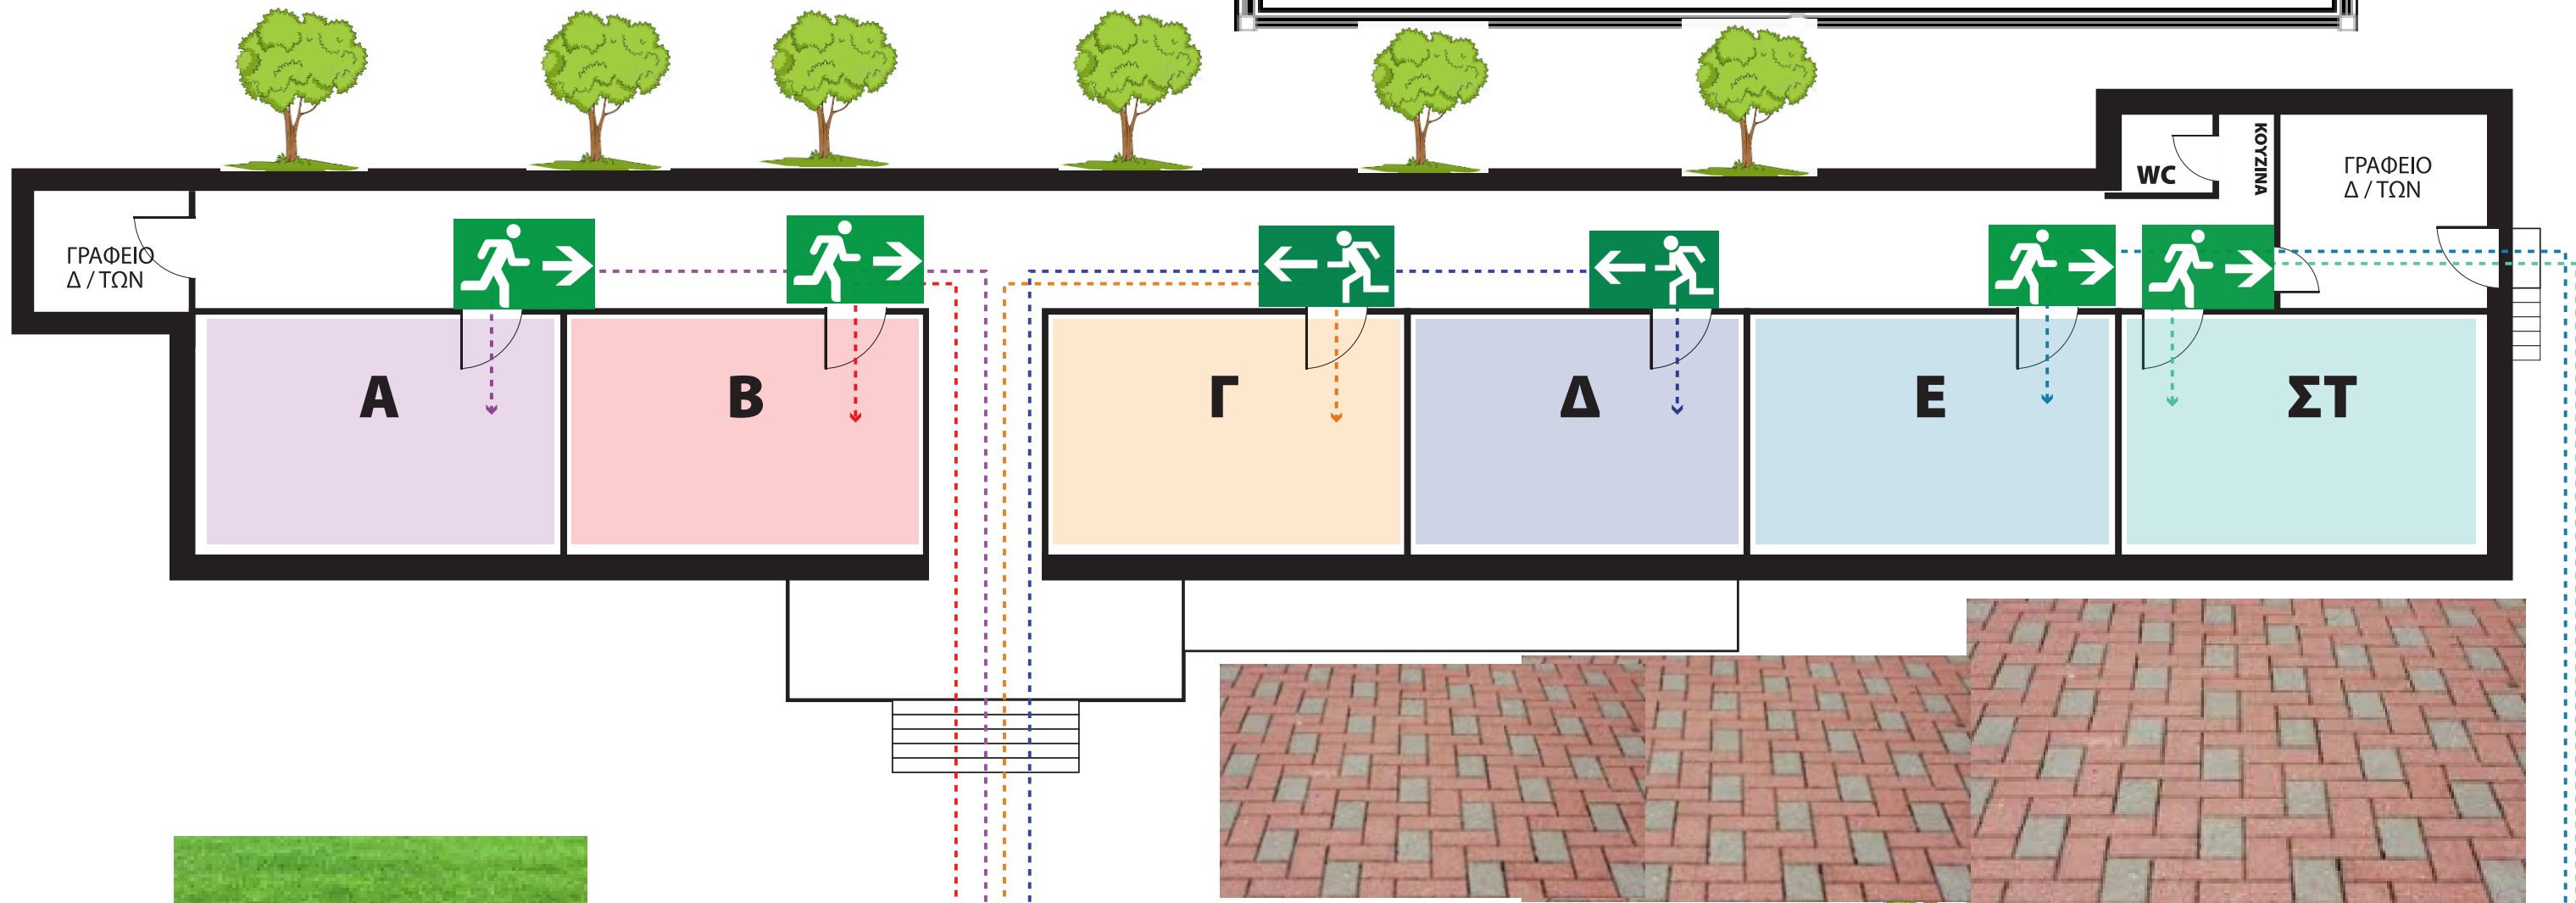 WC
ΚΟΥΖΙΝΑ
ΓΡΑΦΕΙΟ
Δ / ΤΩΝ
ΓΡΑΦΕΙΟ
Δ / ΤΩΝ
Α
Β
Γ
Δ
Ε
ΣΤ